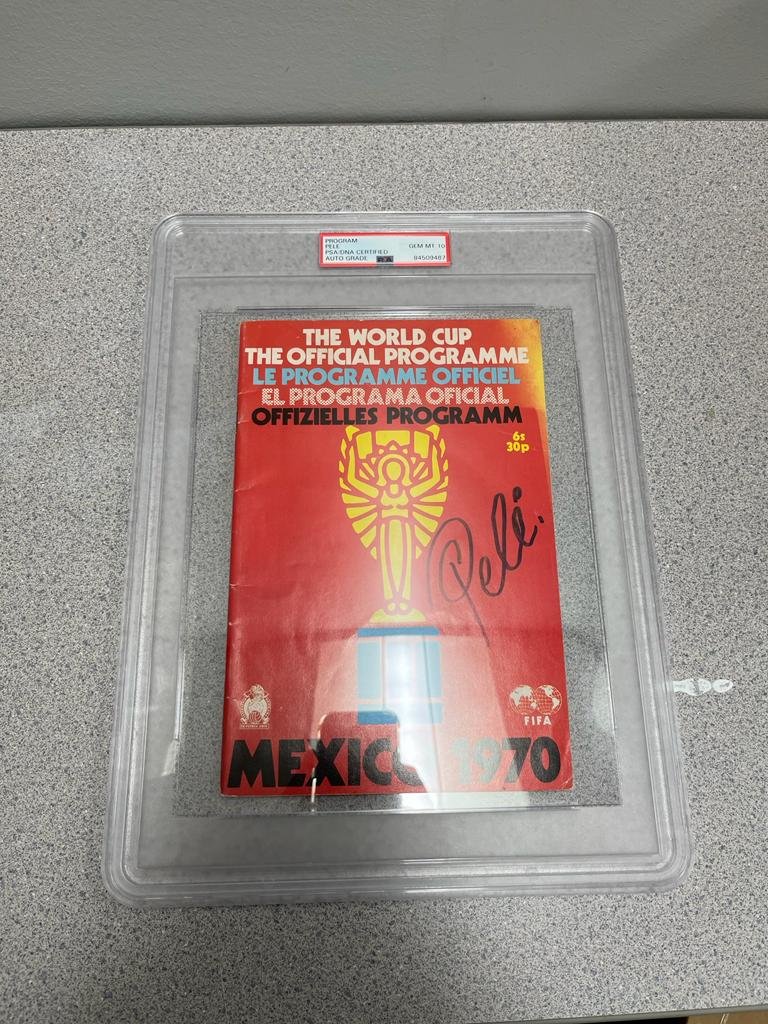 PROGRAM
PELE GEM MT 10
PSA/DNA CERTIFIED
AUTO GRADE 84509467
THE WORLD CUP
THE OFFICIAL PROGRAMME
LE PROGRAMME OFFICIEL
EL PROGRAMA OFICIAL
OFFIZIELLES PROGRAMM
6s
30p
Pelé.
FIFA
MEXICO 1970